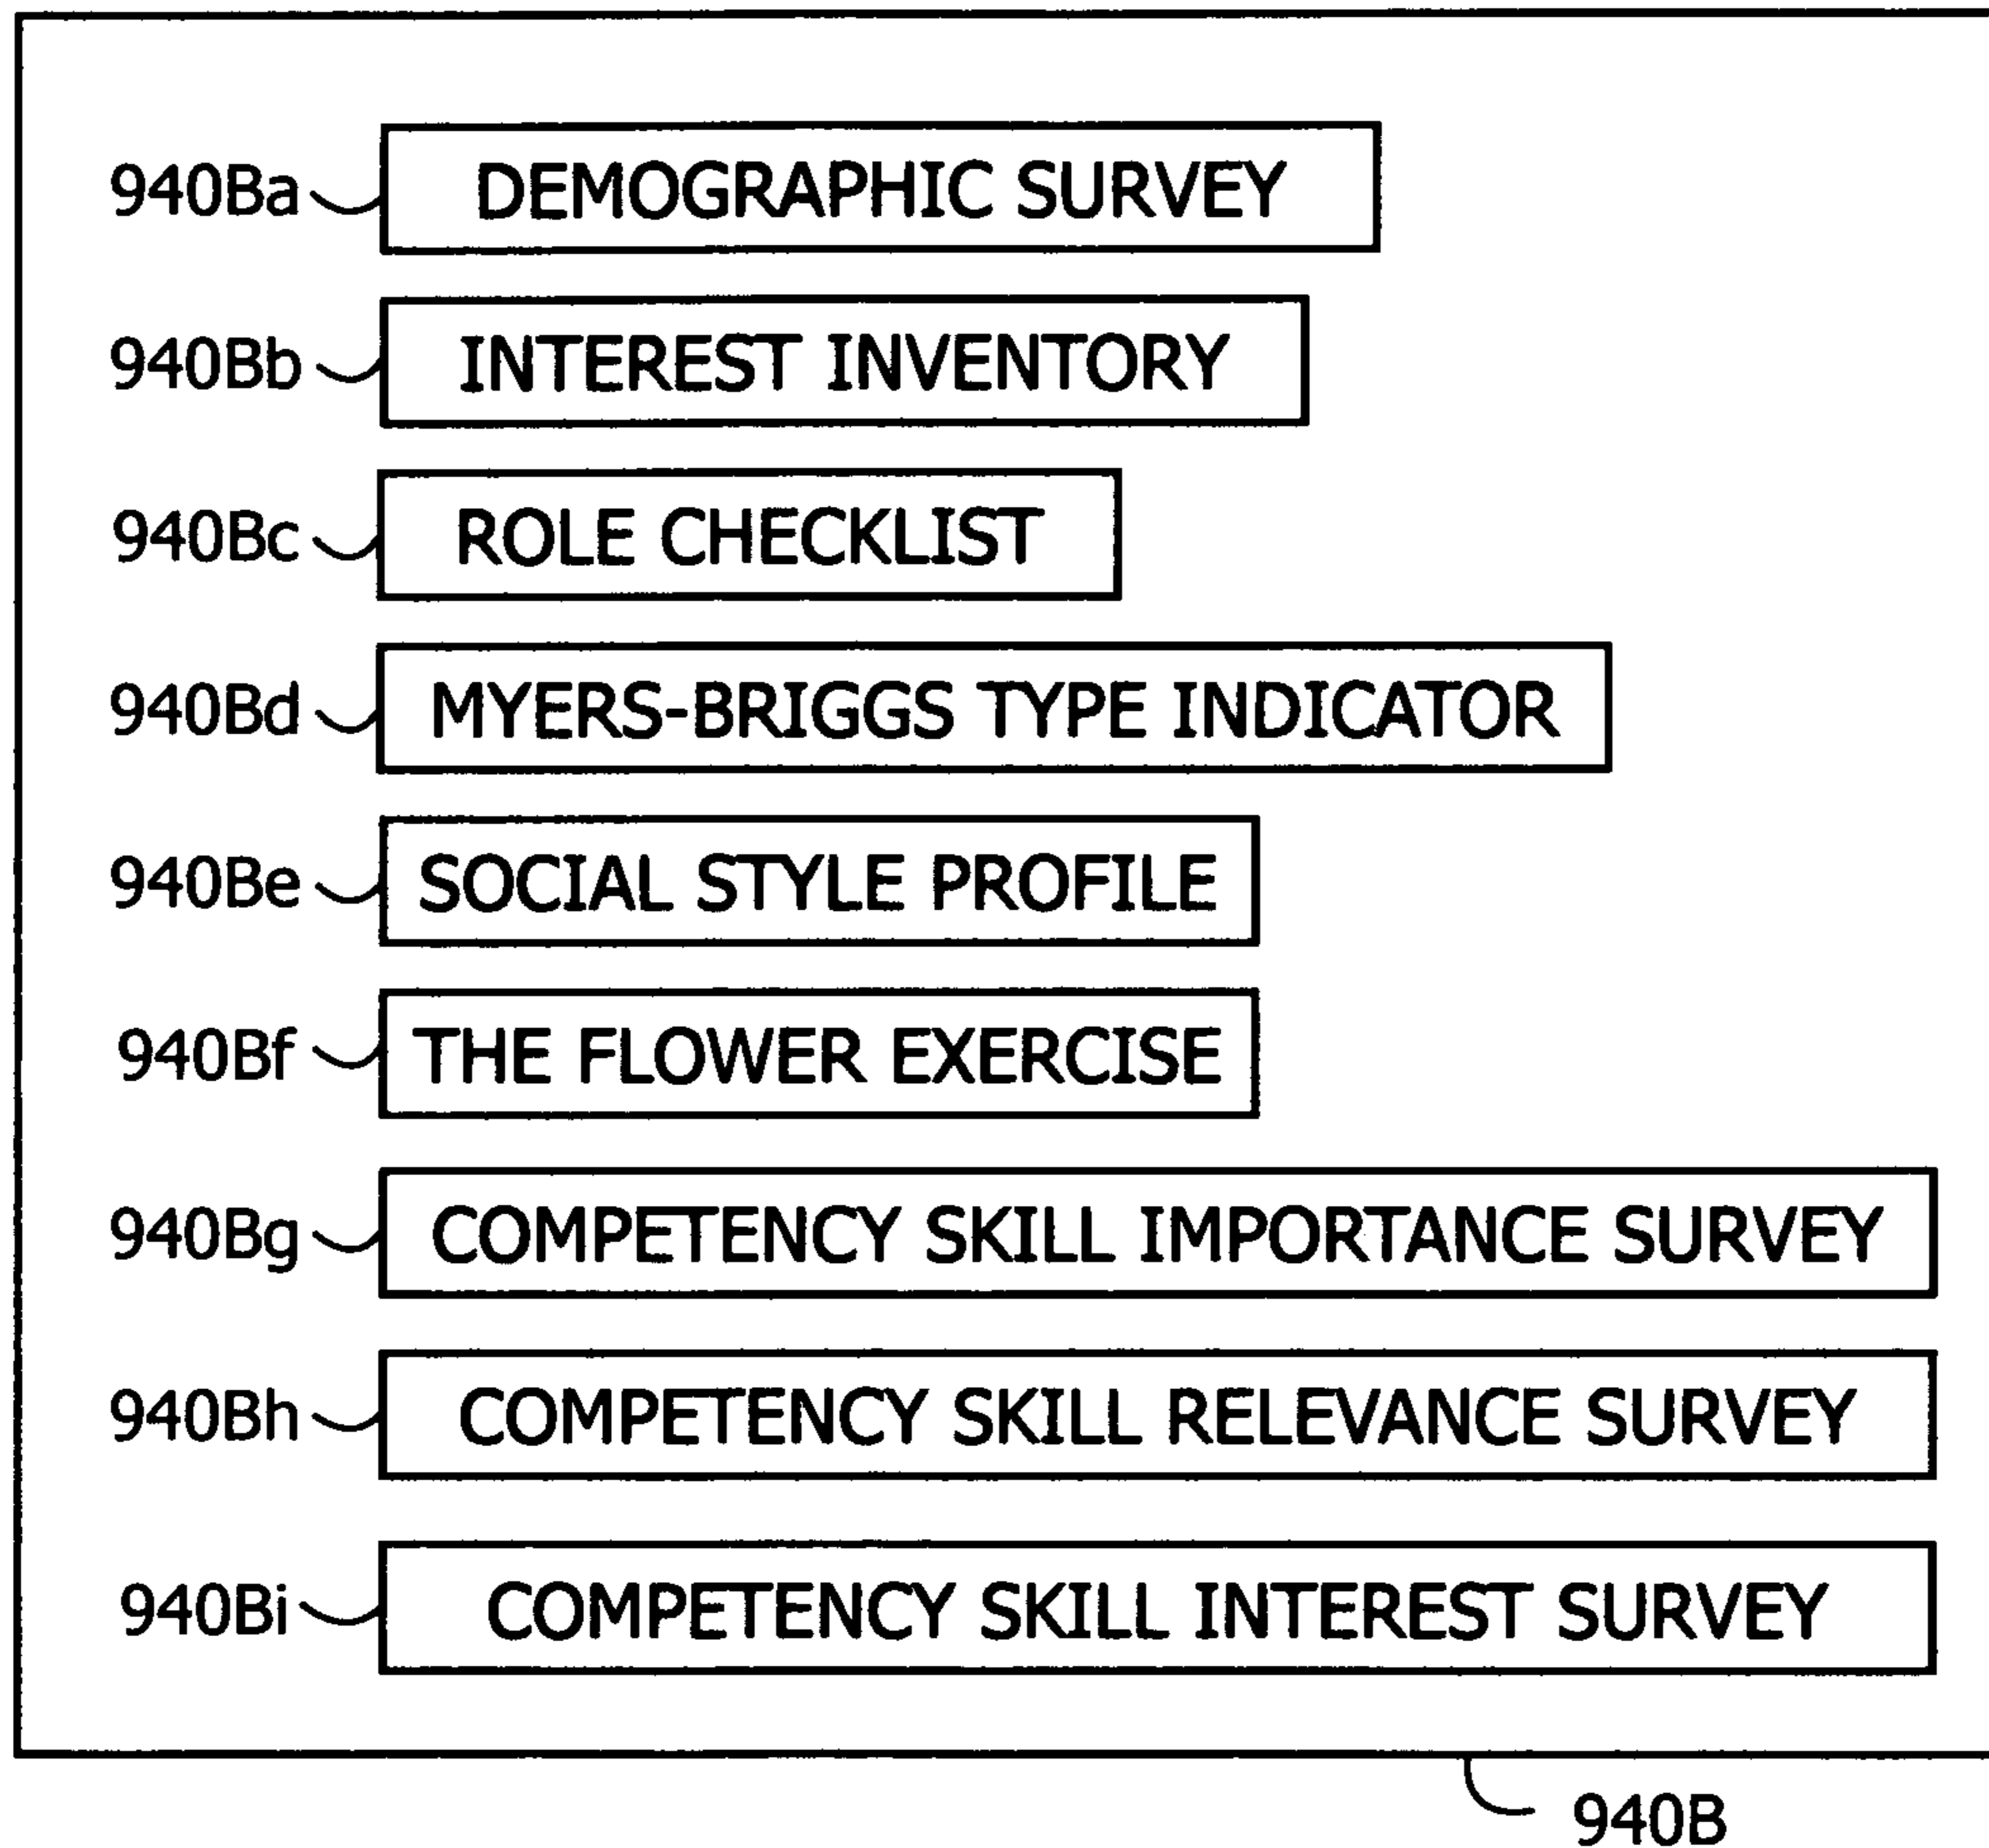 940Ba DEMOGRAPHIC SURVEY
940Bb INTEREST INVENTORY
940Bc ROLE CHECKLIST
940Bd MYERS-BRIGGS TYPE INDICATOR
940Be SOCIAL STYLE PROFILE
940Bf THE FLOWER EXERCISE
940Bg COMPETENCY SKILL IMPORTANCE SURVEY
940Bh COMPETENCY SKILL RELEVANCE SURVEY
940Bi COMPETENCY SKILL INTEREST SURVEY
940B